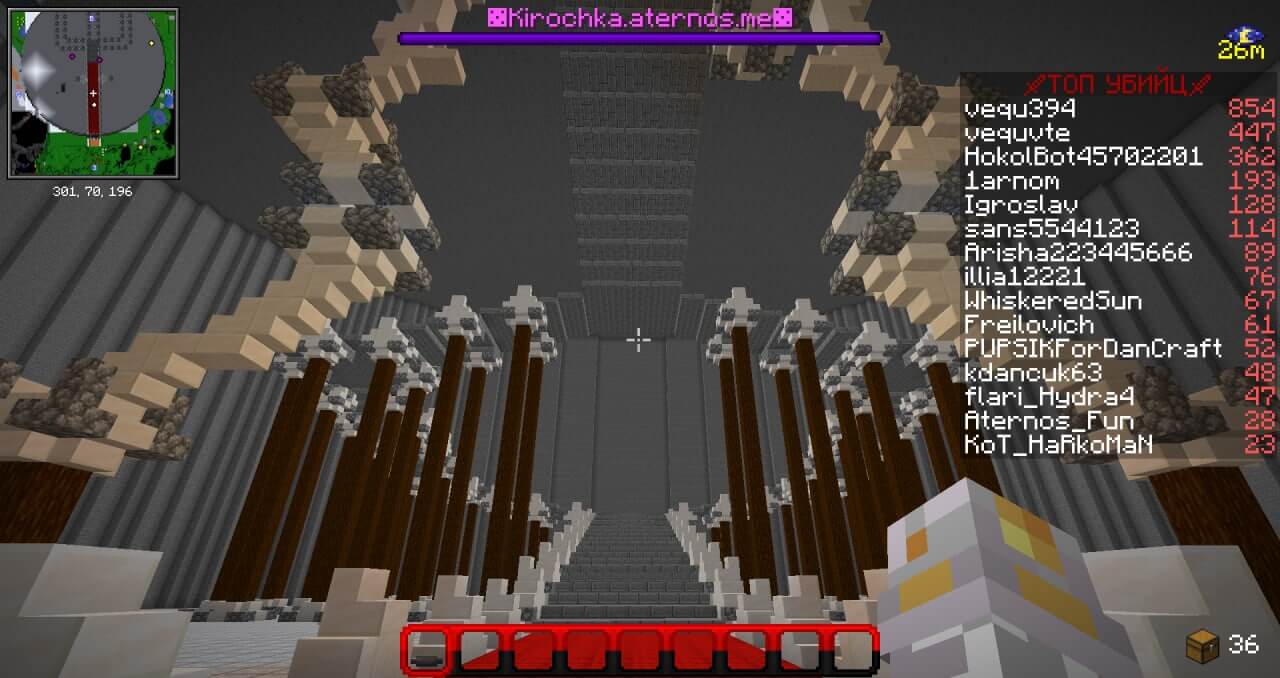 Kirochka.aternos.me
26m
301, 70, 196
ТОП УБИЙЦ
vequ394 854
vequvte 447
HokolBot45702201 362
1arnom 193
Igroslav 128
sans5544123 114
Arisha223445666 89
illia12221 76
WhiskeredSun 67
Freilovich 61
PUPSIKForDanCraft 52
kdancuk63 48
flari_Hydra4 47
Aternos_Fun 28
KoT_HaRkoMaN 23
36